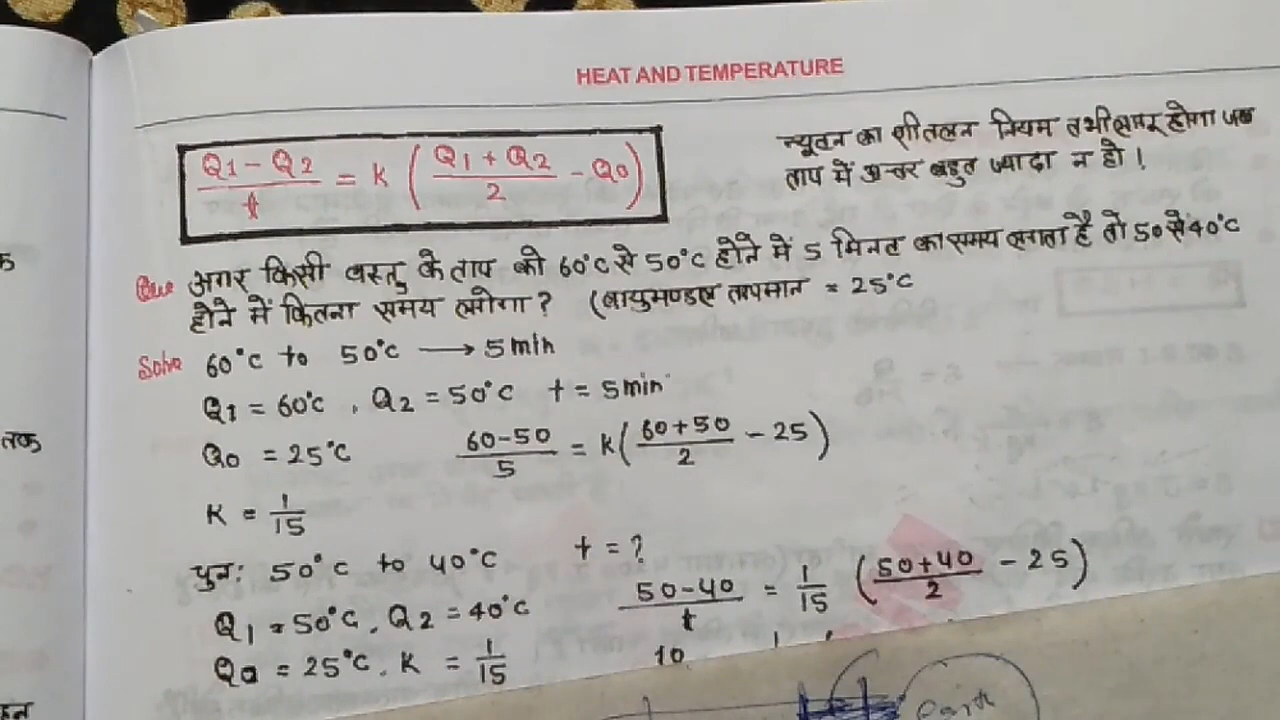 HEAT AND TEMPERATURE
Q1 - Q2 / t = K ( Q1 + Q2 / 2 - Q0 )
न्यूटन का शीतलन नियम तभी लागू होगा जब
ताप में अन्तर बहुत ज्यादा न हो।
Que अगर किसी वस्तु के ताप को 60°C से 50°C होने में 5 मिनट का समय लगता है तो 50 से 40°C
होने में कितना समय लगेगा? (वायुमण्डल तापमान = 25°C
Solve 60°C to 50°C → 5 min
Q1 = 60°C , Q2 = 50°C t = 5 min
Q0 = 25°C 60-50 / 5 = K ( 60+50 / 2 - 25 )
K = 1/15
पुनः 50°C to 40°C t = ?
Q1 = 50°C, Q2 = 40°C 50-40 / t = 1/15 ( 50+40 / 2 - 25 )
Q0 = 25°C, K = 1/15 10
तक
earth